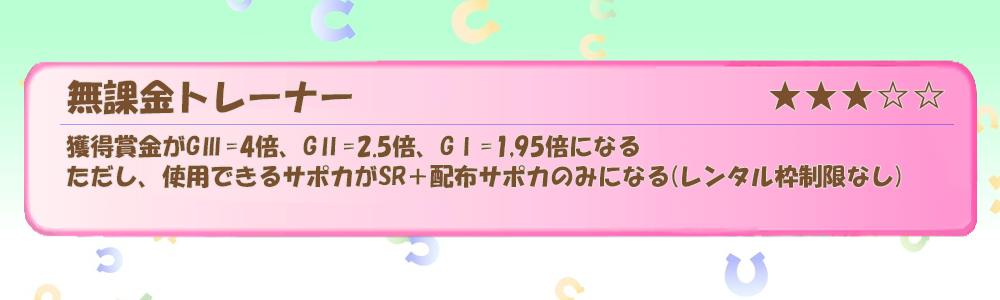 無課金トレーナー ★★★☆☆
獲得賞金がGⅢ=4倍、GⅡ=2.5倍、GⅠ=1.95倍になる
ただし、使用できるサポカがSR＋配布サポカのみになる(レンタル枠制限なし)